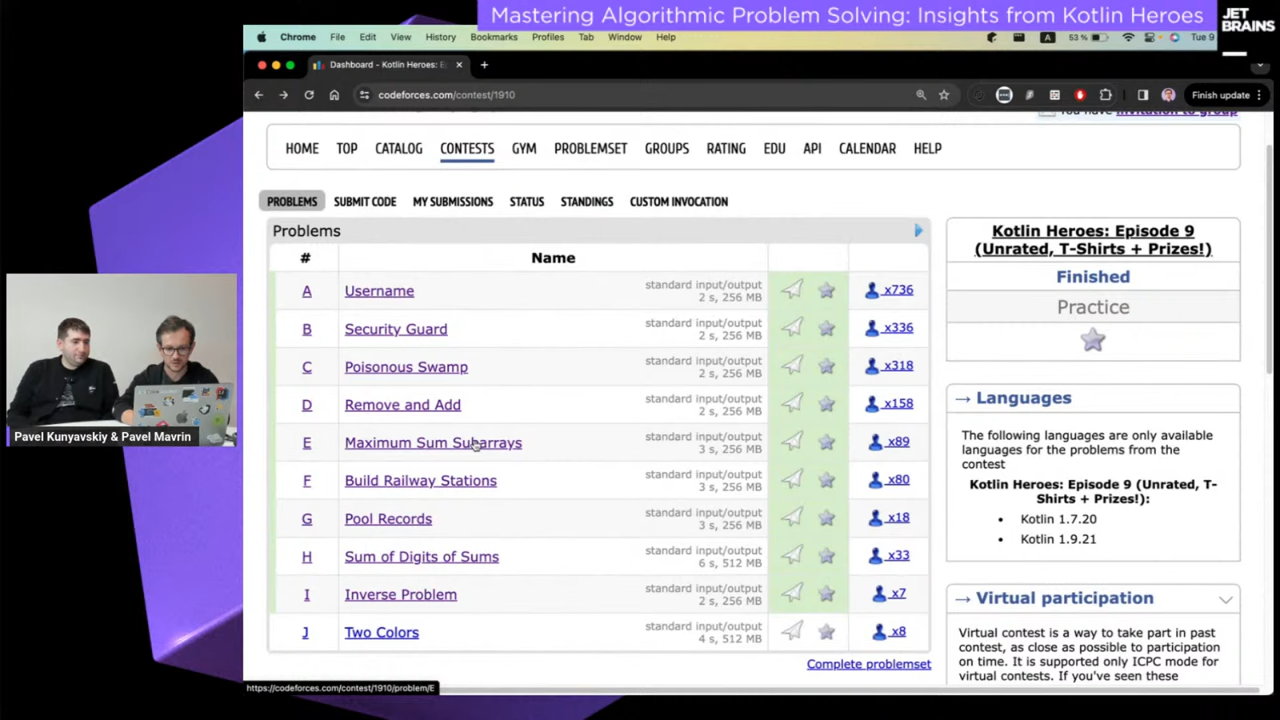 Mastering Algorithmic Problem Solving: Insights from Kotlin Heroes
JET
BRAINS
Chrome File Edit View History Bookmarks Profiles Tab Window Help
A 53 % Tue 9
Dashboard - Kotlin Heroes: E
codeforces.com/contest/1910
Finish update
You have invitation to group
HOME TOP CATALOG CONTESTS GYM PROBLEMSET GROUPS RATING EDU API CALENDAR HELP
PROBLEMS SUBMIT CODE MY SUBMISSIONS STATUS STANDINGS CUSTOM INVOCATION
Problems
# Name
A Username standard input/output
2 s, 256 MB x736
B Security Guard standard input/output
2 s, 256 MB x336
C Poisonous Swap standard input/output
2 s, 256 MB x318
D Remove and Add standard input/output
2 s, 256 MB x158
E Maximum Sum Subarrays standard input/output
3 s, 256 MB x89
F Build Railway Stations standard input/output
3 s, 256 MB x80
G Pool Records standard input/output
3 s, 256 MB x18
H Sum of Digits of Sums standard input/output
6 s, 512 MB x33
I Inverse Problem standard input/output
2 s, 256 MB x7
J Two Colors standard input/output
4 s, 512 MB x8
Complete problemset
Kotlin Heroes: Episode 9
(Unrated, T-Shirts + Prizes!)
Finished
Practice
→ Languages
The following languages are only available
languages for the problems from the
contest
Kotlin Heroes: Episode 9 (Unrated, T-
Shirts + Prizes!):
• Kotlin 1.7.20
• Kotlin 1.9.21
→ Virtual participation
Virtual contest is a way to take part in past
contest, as close as possible to participation
on time. It is supported only ICPC mode for
virtual contests. If you've seen these
https://codeforces.com/contest/1910/problem/E
Pavel Kunyavskiy & Pavel Mavrin